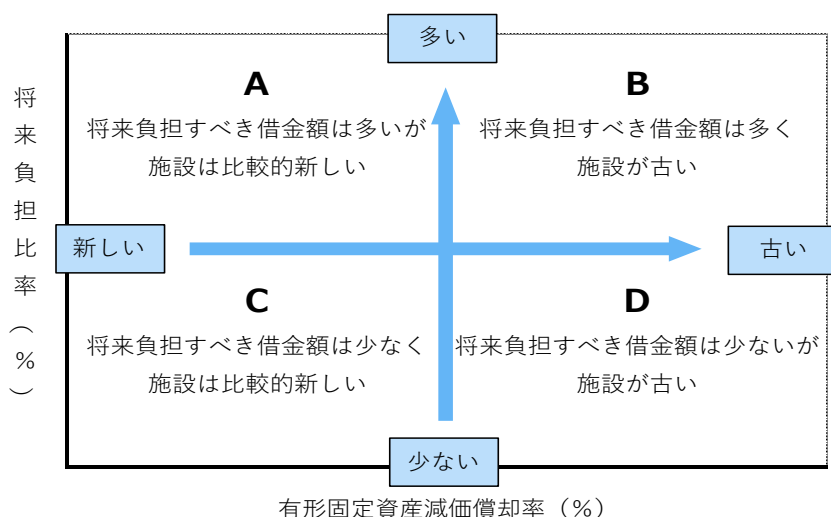 多い
A
将来負担すべき借金額は多いが
施設は比較的新しい
B
将来負担すべき借金額は多く
施設が古い
将来負担比率（％）
新しい
古い
C
将来負担すべき借金額は少なく
施設は比較的新しい
D
将来負担すべき借金額は少ないが
施設が古い
少ない
有形固定資産減価償却率（%）